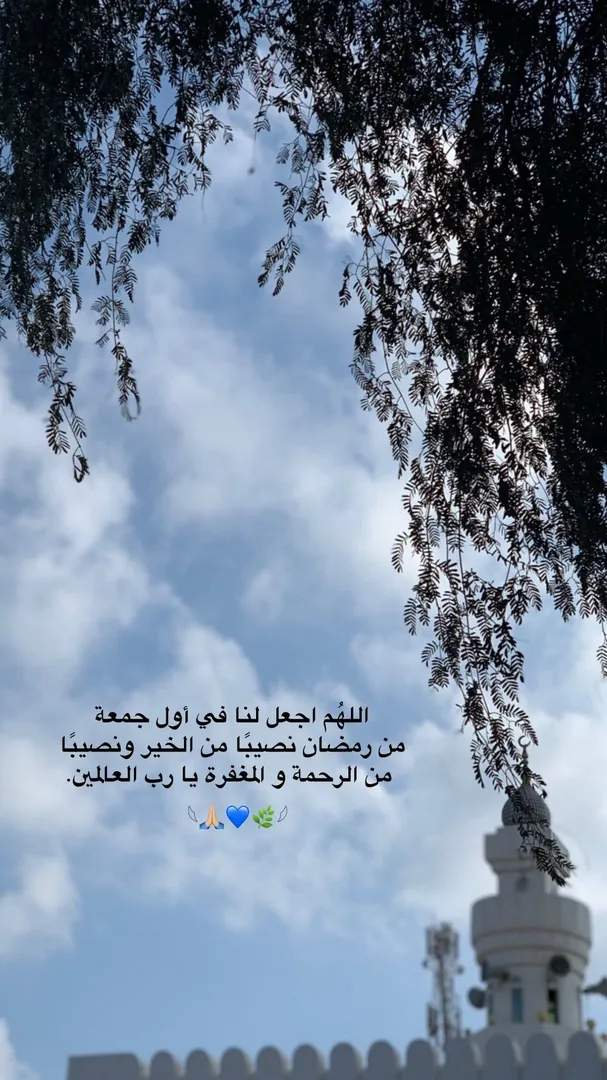 اللهُم اجعل لنا في أول جمعة
من رمضان نصيبًا من الخير ونصيبًا
من الرحمة و المغفرة يا رب العالمين.
🙏🏼💙🌿